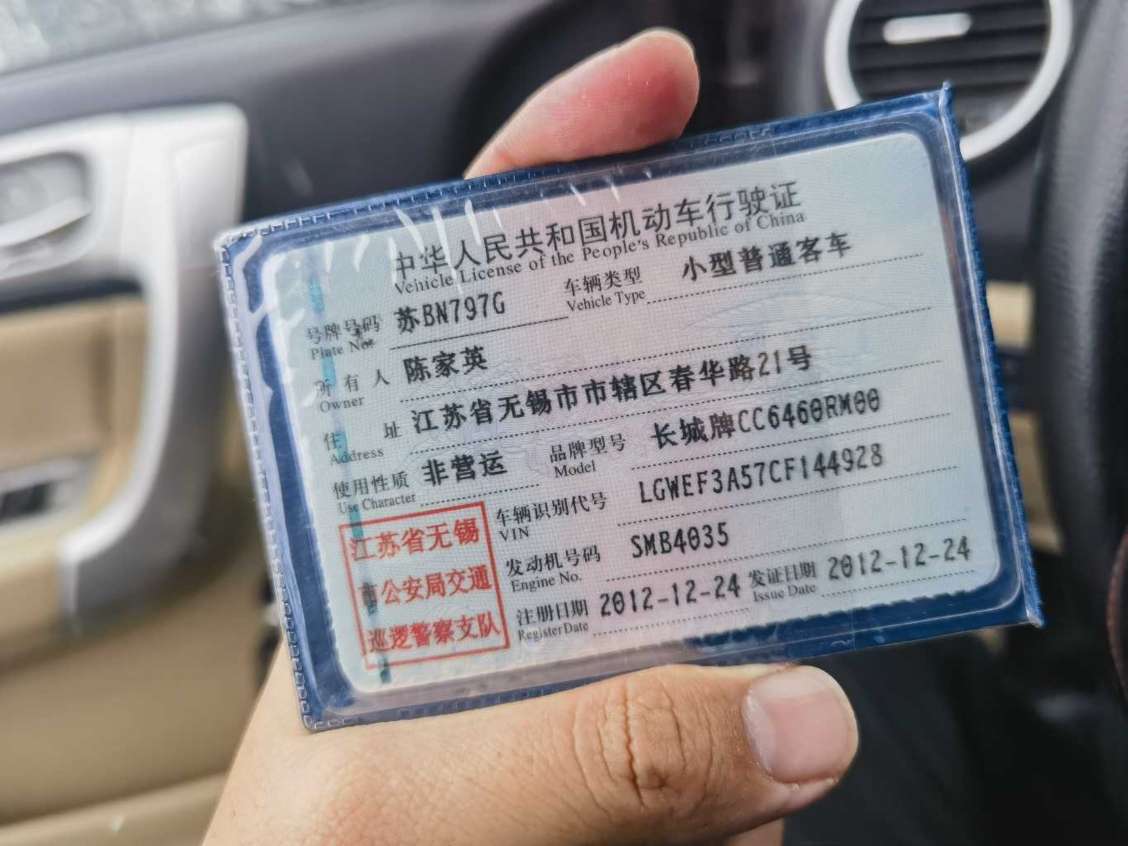 中华人民共和国机动车行驶证
Vehicle License of the People's Republic of China
号牌号码 苏BN797G 车辆类型 小型普通客车
Plate No. Vehicle Type
所有人 陈家英
Owner
住址 江苏省无锡市市辖区春华路21号
Address
使用性质 非营运 品牌型号 长城牌CC6460RM00
Use Character Model
车辆识别代号 LGWEF3A57CF144928
VIN
发动机号码 SMB4035
Engine No.
注册日期 2012-12-24 发证日期 2012-12-24
Register Date Issue Date
江苏省无锡
市公安局交通
巡逻警察支队